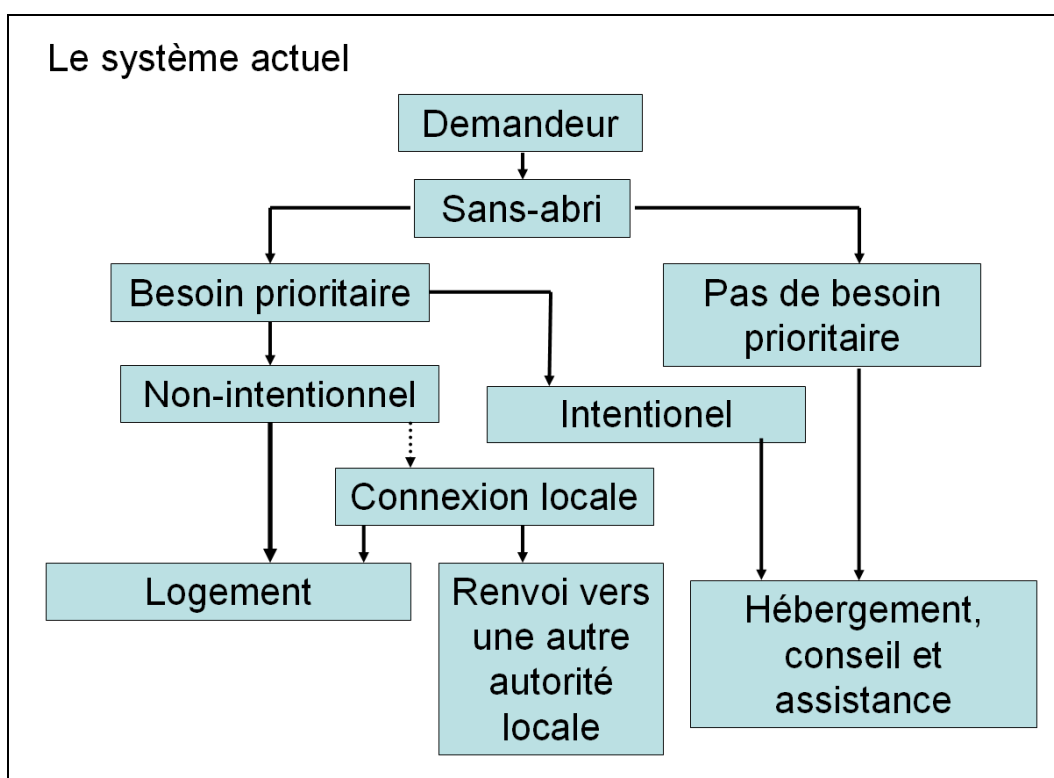 Le système actuel
Demandeur
Sans-abri
Besoin prioritaire
Pas de besoin
prioritaire
Non-intentionnel
Intentionel
Connexion locale
Logement
Renvoi vers
une autre
autorité
locale
Hébergement,
conseil et
assistance